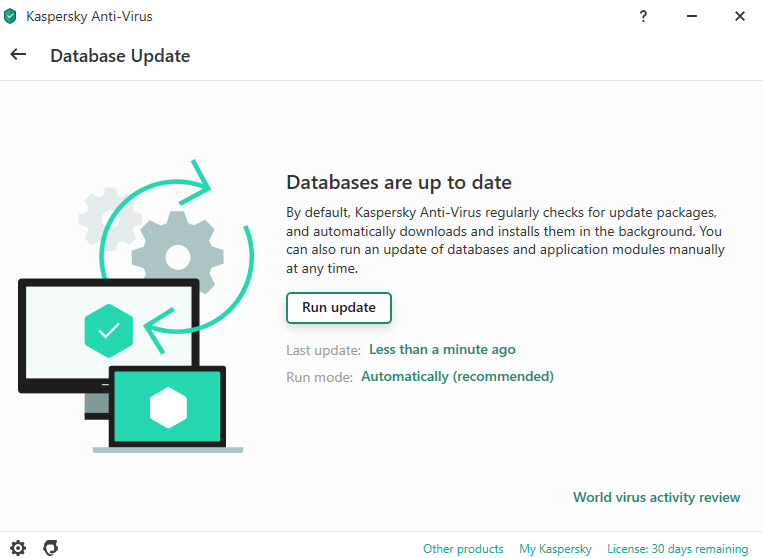 Kaspersky Anti-Virus
?
Database Update
Databases are up to date
By default, Kaspersky Anti-Virus regularly checks for update packages,
and automatically downloads and installs them in the background. You
can also run an update of databases and application modules manually
at any time.
Run update
Last update: Less than a minute ago
Run mode: Automatically (recommended)
World virus activity review
Other products My Kaspersky License: 30 days remaining